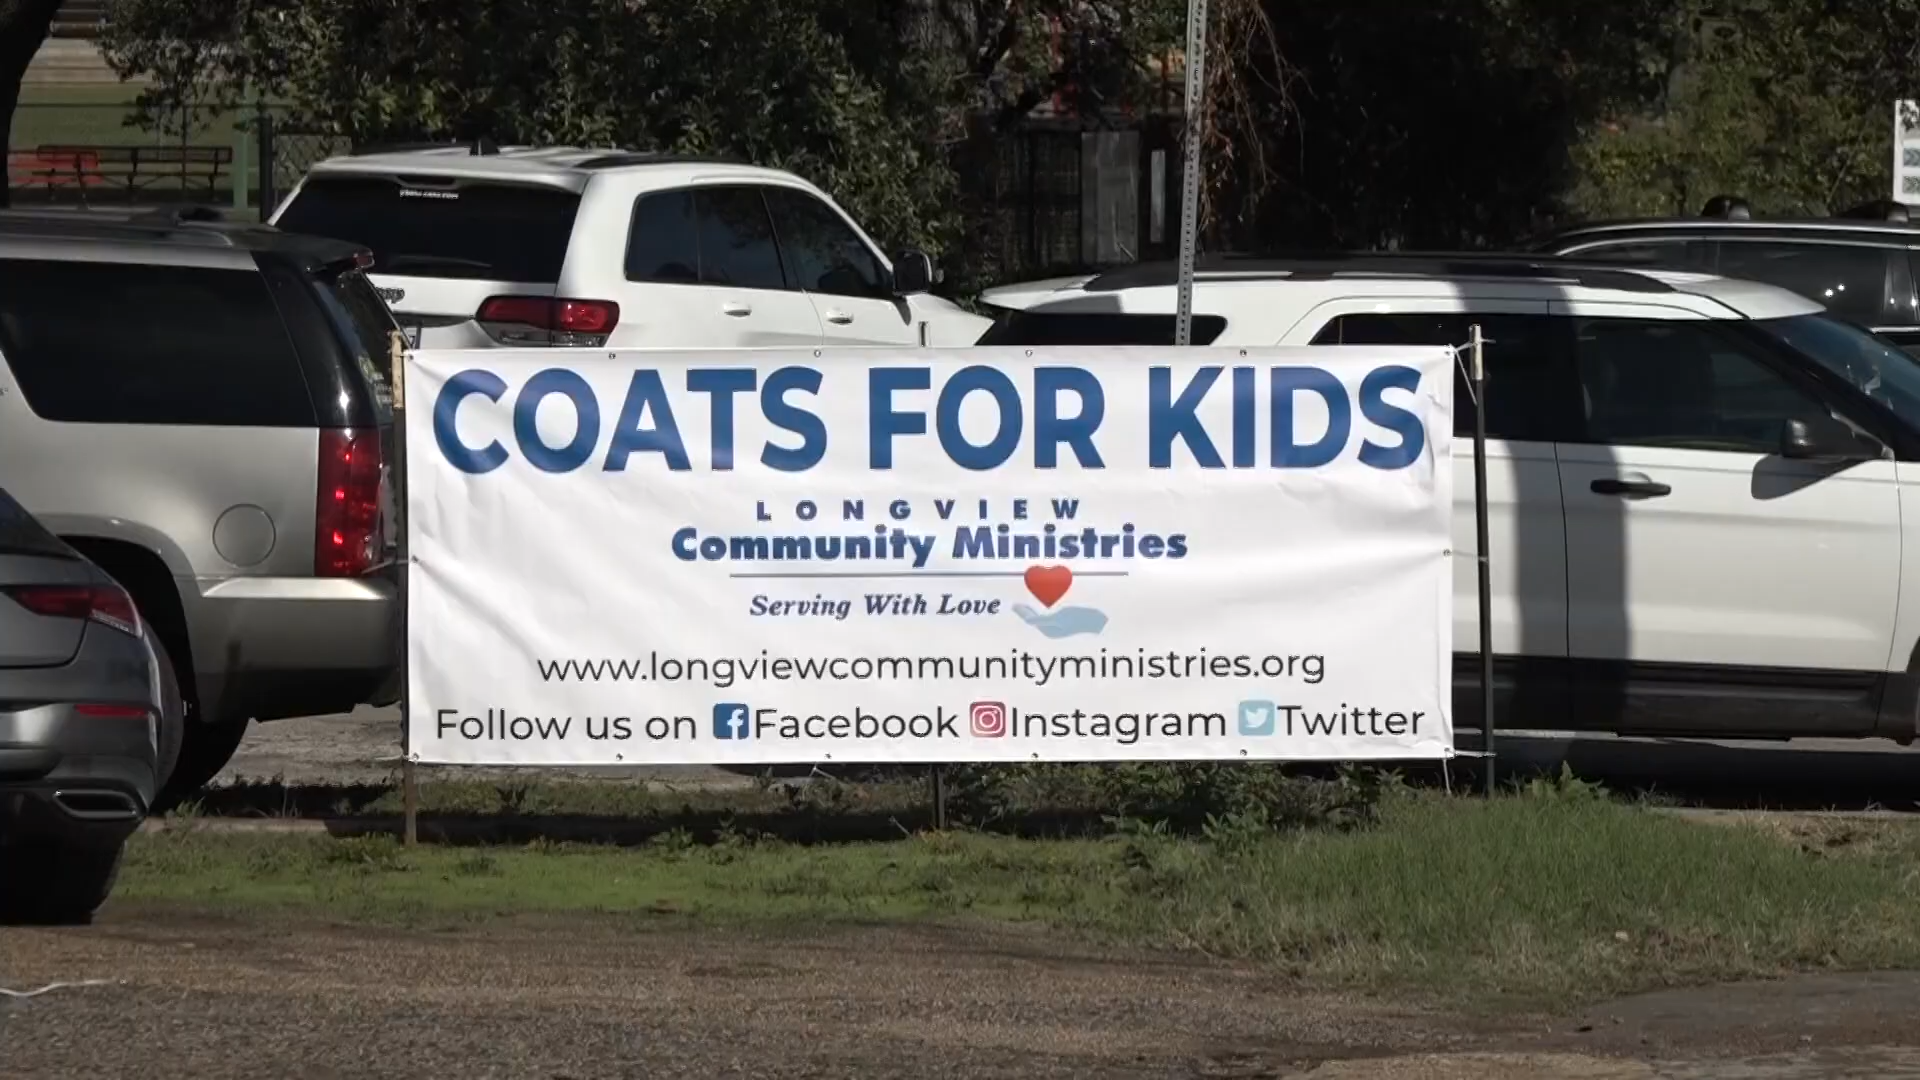 COATS FOR KIDS
LONGVIEW
Community Ministries
Serving With Love
www.longviewcommunityministries.org
Follow us on Facebook Instagram Twitter